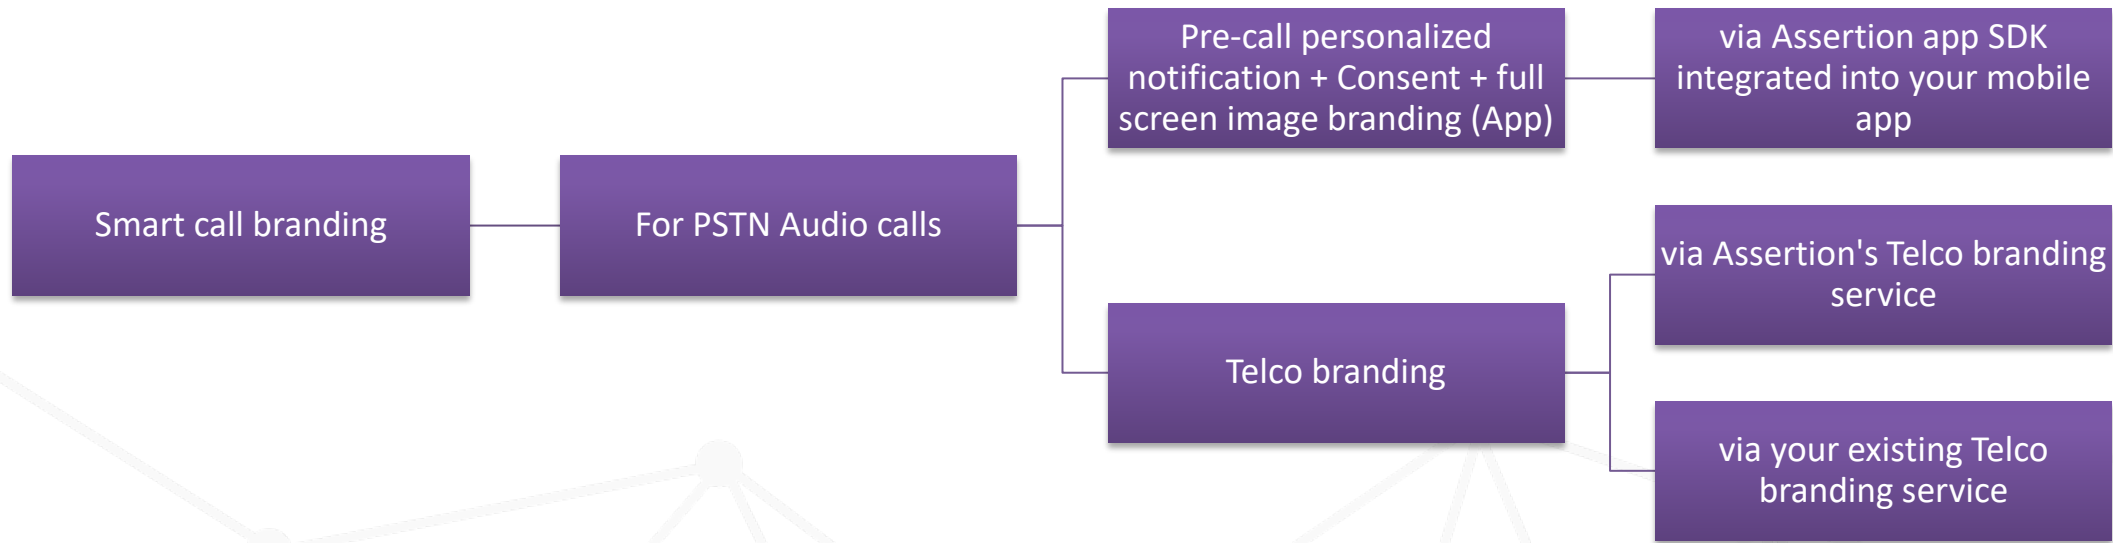 Smart call branding
For PSTN Audio calls
Pre-call personalized
notification + Consent + full
screen image branding (App)
via Assertion app SDK
integrated into your mobile
app
Telco branding
via Assertion's Telco branding
service
via your existing Telco
branding service